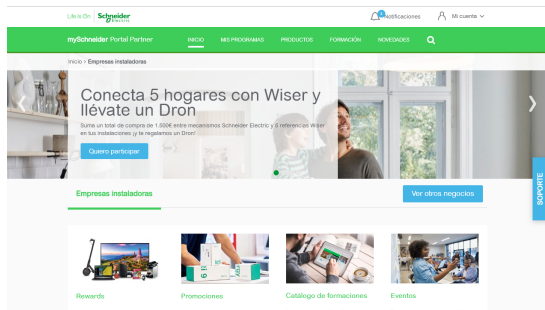 Life Is On | Schneider Electric
Notificaciones
Mi cuenta
mySchneider Portal Partner
INICIO
MIS PROGRAMAS
PRODUCTOS
FORMACIÓN
NOVEDADES
Inicio > Empresas instaladoras
Conecta 5 hogares con Wiser y
llévate un Dron
Suma un total de compra de 1.500€ entre mecanismos Schneider Electric y 5 referencias Wiser
en tus instalaciones ¡y te regalamos un Dron!
Quiero participar
SOPORTE
Empresas instaladoras
Ver otros negocios
Rewards
Promociones
Catálogo de formaciones
Eventos